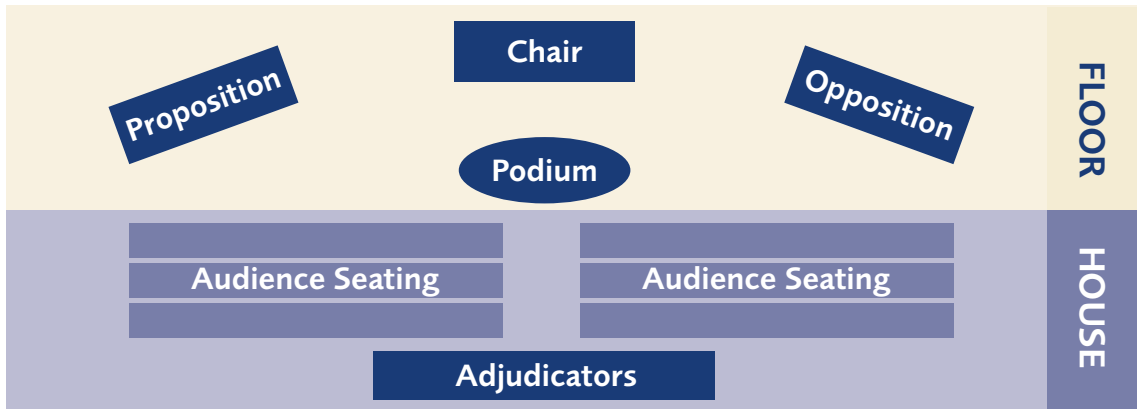 Chair
Proposition
Opposition
Podium
FLOOR
Audience Seating
Audience Seating
Adjudicators
HOUSE